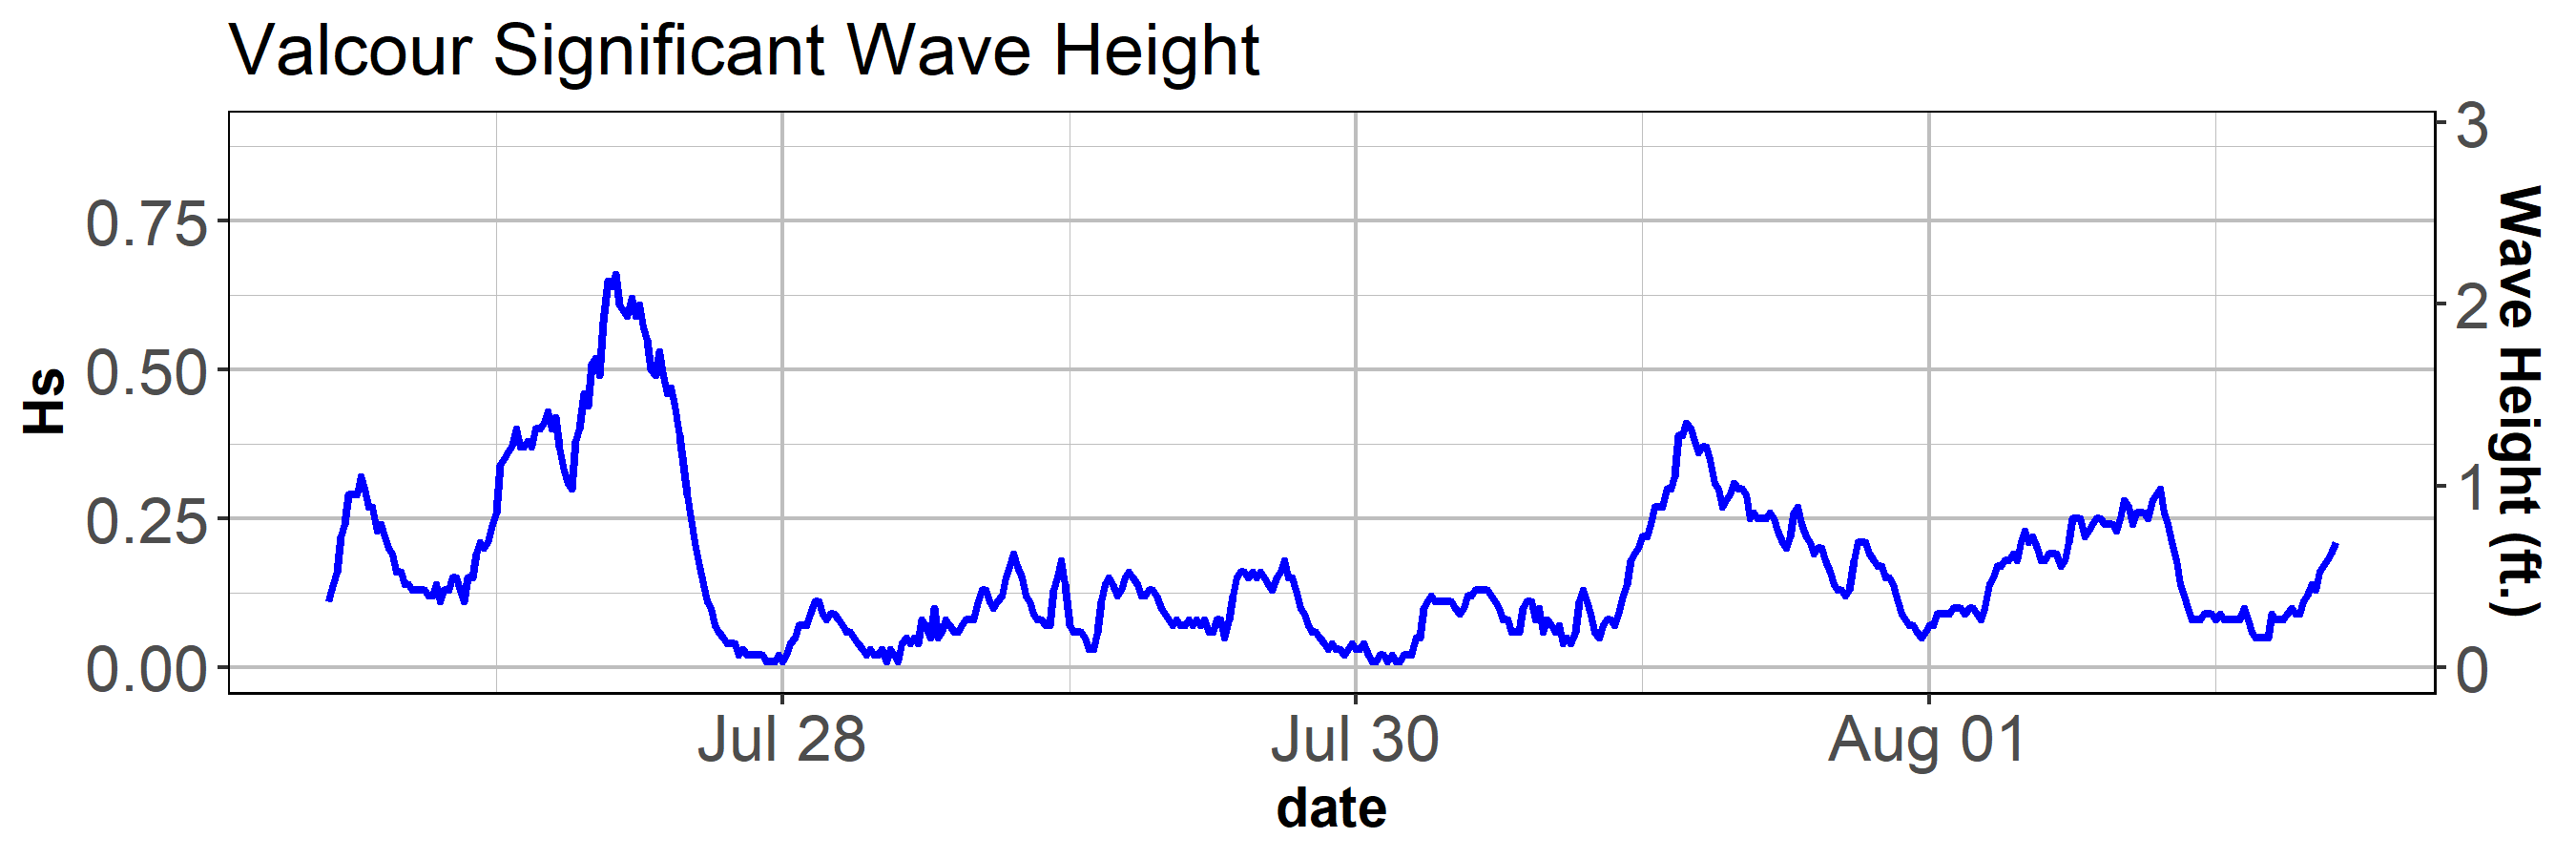 Valcour Significant Wave Height
Hs
0.75
0.50
0.25
0.00
3
2
1
0
Wave Height (ft.)
Jul 28
Jul 30
Aug 01
date